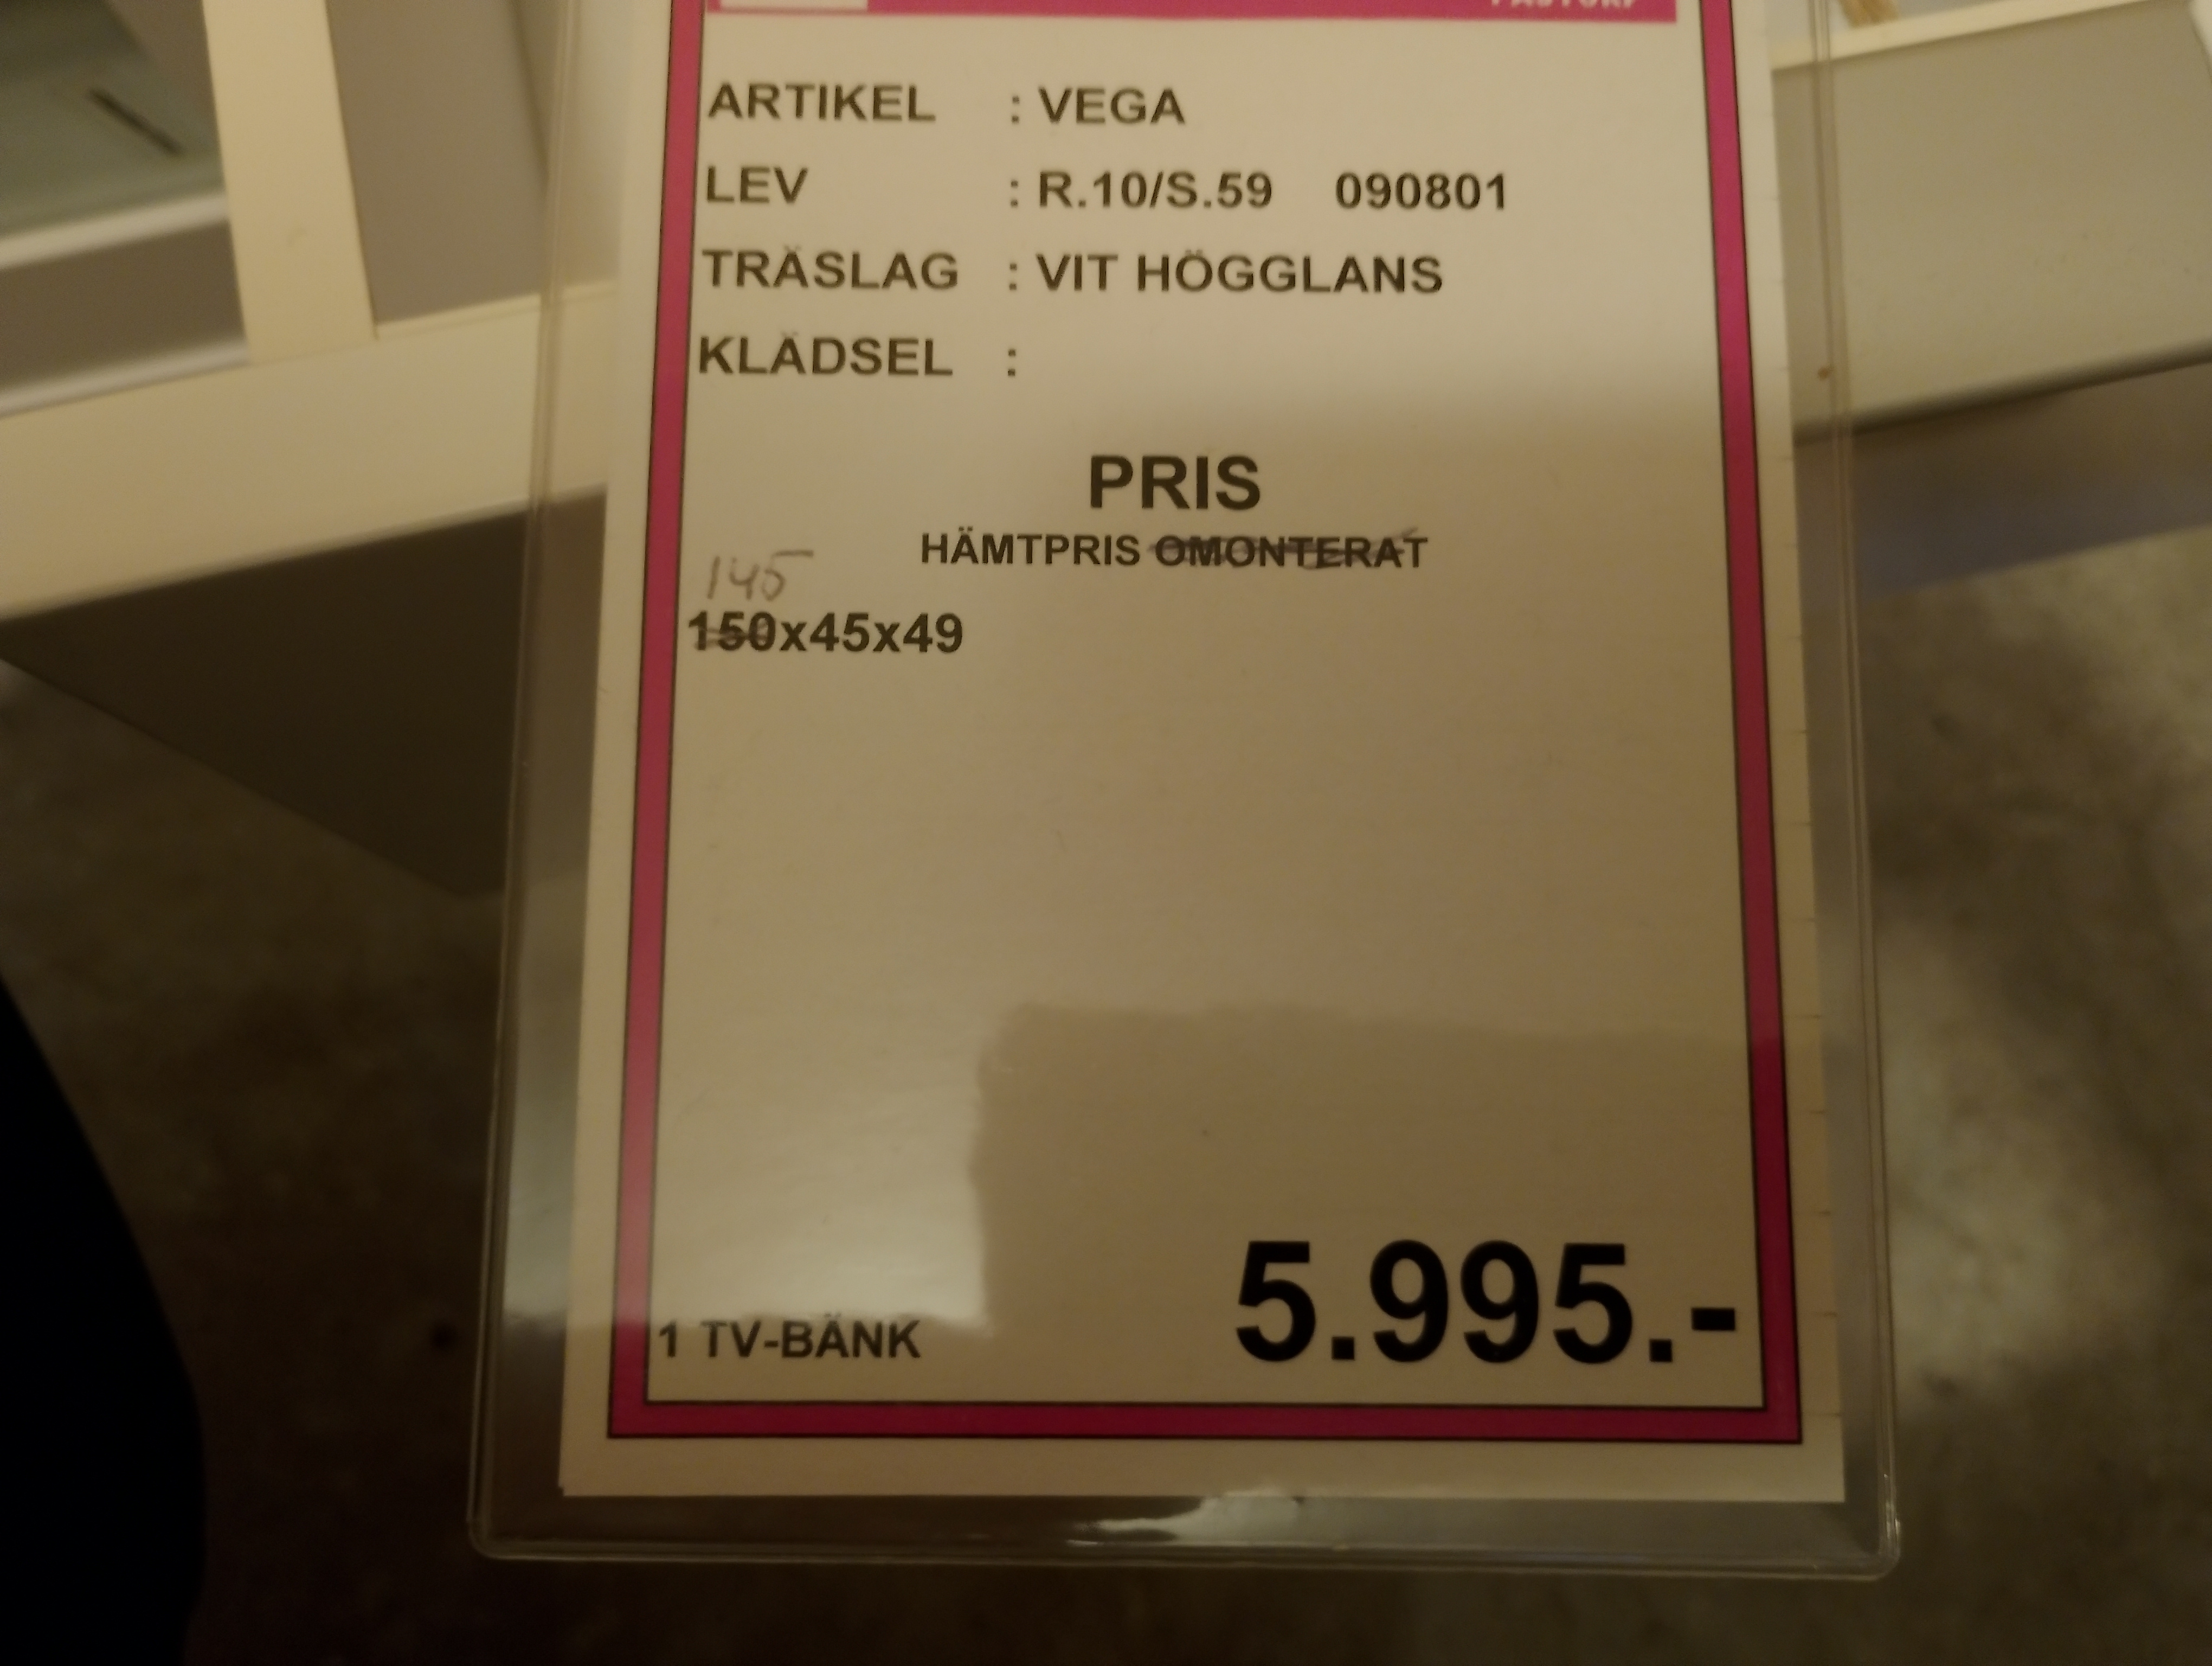 ARTIKEL : VEGA
LEV : R.10/S.59 090801
TRÄSLAG : VIT HÖGGLANS
KLÄDSEL :
PRIS
HÄMTPRIS OMONTERAT
145
150x45x49
1 TV-BÄNK 5.995.-